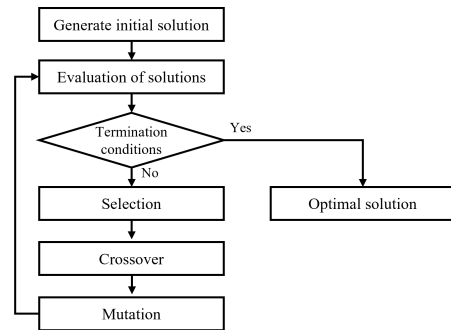 Generate initial solution
Evaluation of solutions
Termination
conditions
Yes
No
Selection
Optimal solution
Crossover
Mutation